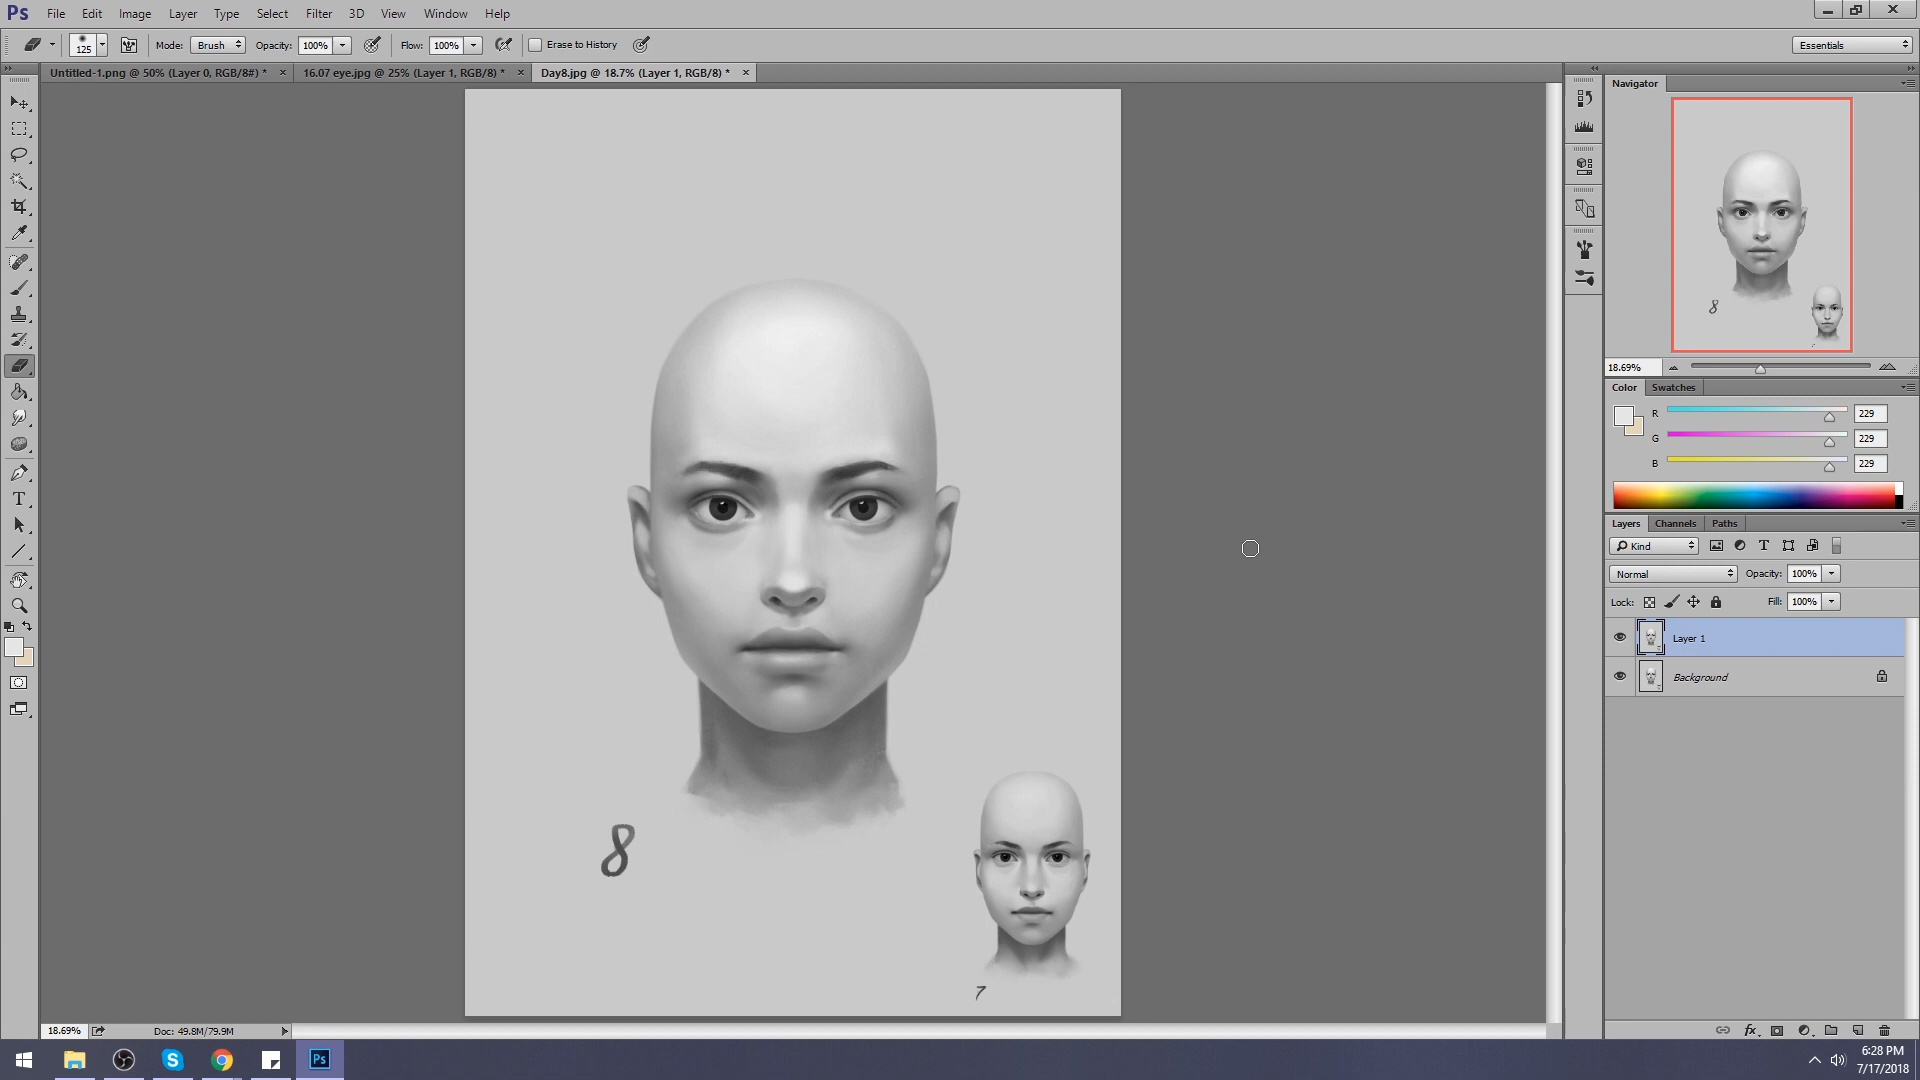 Ps File Edit Image Layer Type Select Filter 3D View Window Help
125 Mode: Brush Opacity: 100% Flow: 100% Erase to History Essentials
Untitled-1.png @ 50% (Layer 0, RGB/8#) * × 16.07 eye.jpg @ 25% (Layer 1, RGB/8) * × Day8.jpg @ 18.7% (Layer 1, RGB/8) * ×
Navigator
8
18.69%
Color Swatches
R 229
G 229
B 229
Layers Channels Paths
Kind
Normal Opacity: 100%
Lock: Fill: 100%
Layer 1
Background
8
7
18.69% Doc: 49.8M/79.9M
fx
Ps
6:28 PM
7/17/2018